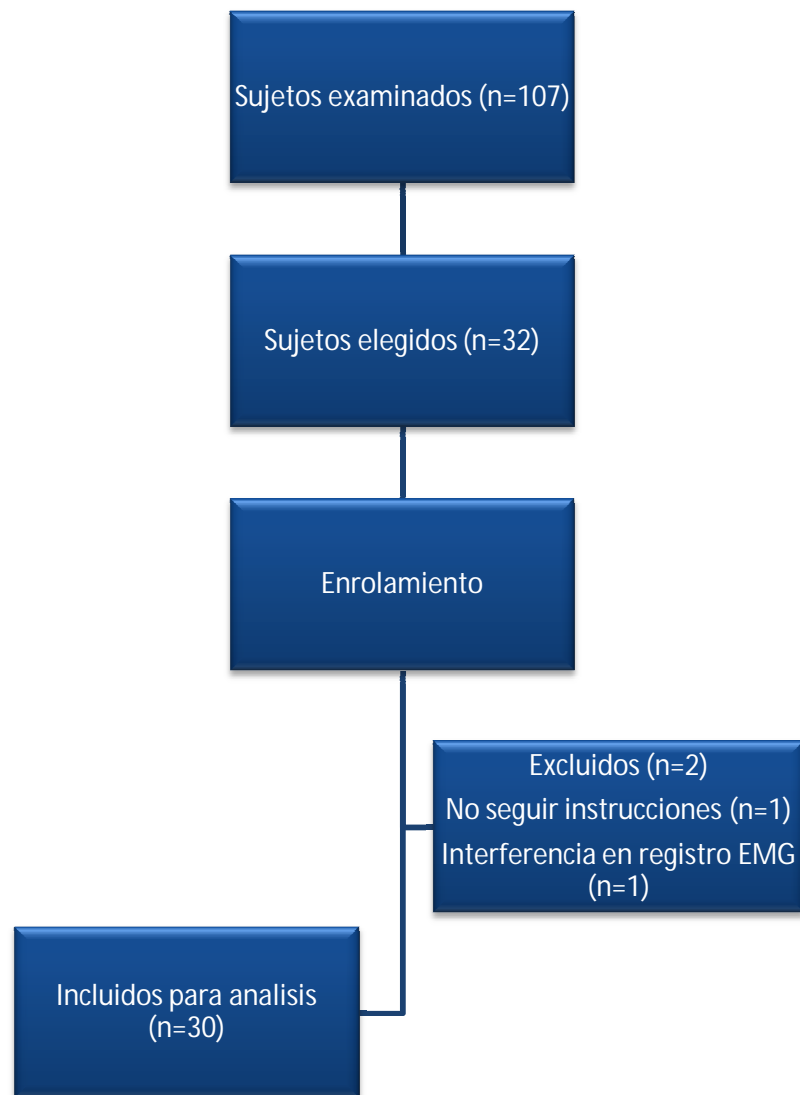 Sujetos examinados (n=107)
Sujetos elegidos (n=32)
Enrolamiento
Excluidos (n=2)
No seguir instrucciones (n=1)
Interferencia en registro EMG
(n=1)
Incluidos para analisis
(n=30)